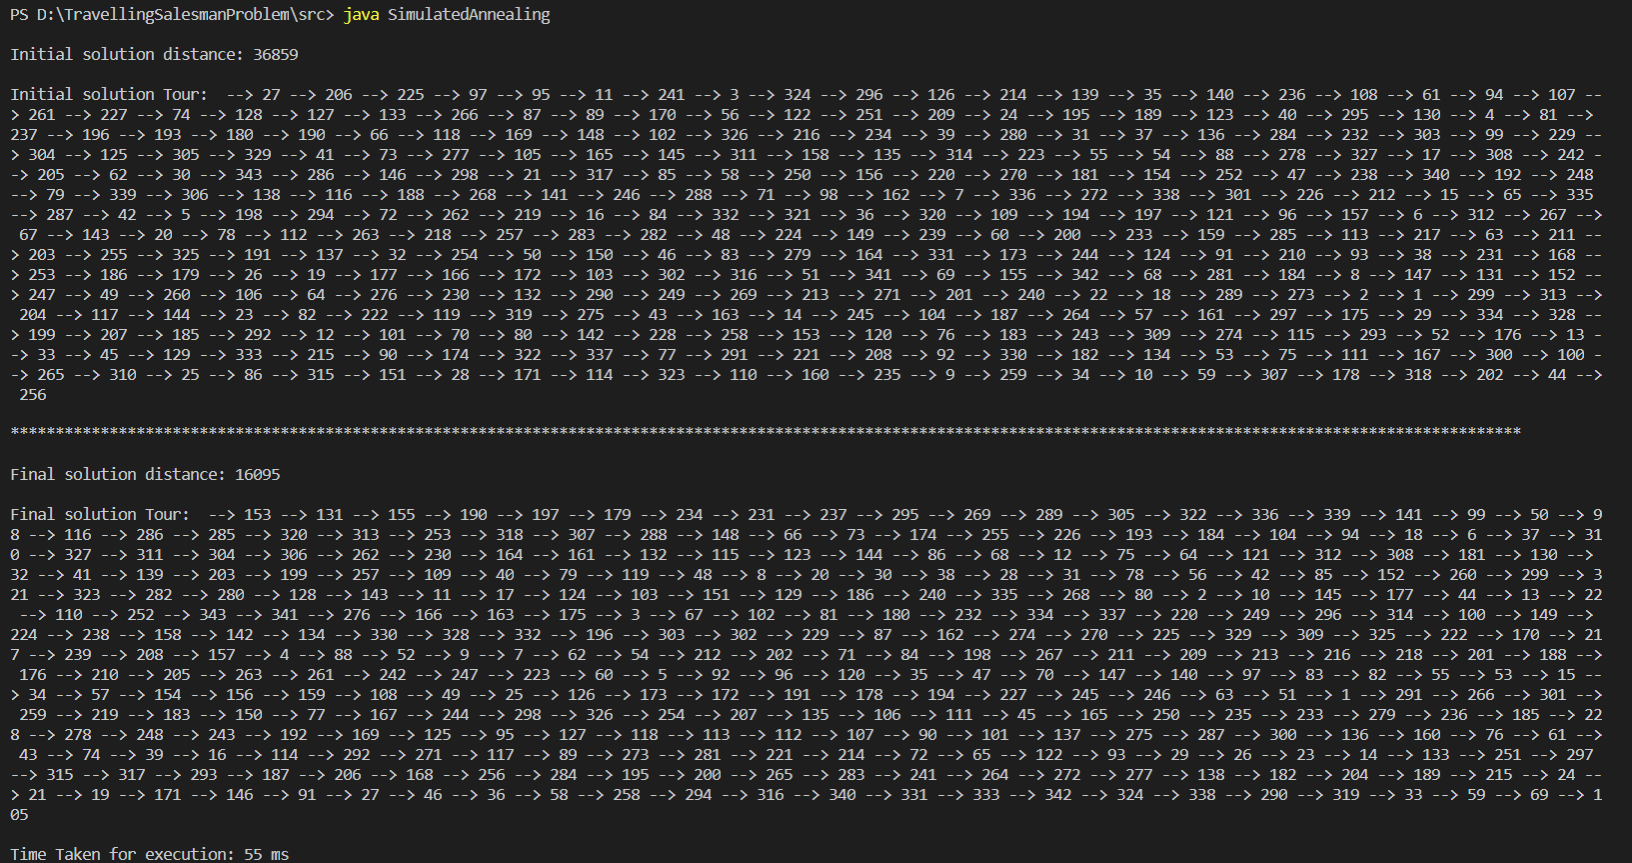 PS D:\TravellingSalesmanProblem\src> java SimulatedAnnealing
Initial solution distance: 36859
Initial solution Tour:  --> 27 --> 206 --> 225 --> 97 --> 95 --> 11 --> 241 --> 3 --> 324 --> 296 --> 126 --> 214 --> 139 --> 35 --> 140 --> 236 --> 108 --> 61 --> 94 --> 107 --
> 261 --> 227 --> 74 --> 128 --> 127 --> 133 --> 266 --> 87 --> 89 --> 170 --> 56 --> 122 --> 251 --> 209 --> 24 --> 195 --> 189 --> 123 --> 40 --> 295 --> 130 --> 4 --> 81 -->
237 --> 196 --> 193 --> 180 --> 190 --> 66 --> 118 --> 169 --> 148 --> 102 --> 326 --> 216 --> 234 --> 39 --> 280 --> 31 --> 37 --> 136 --> 284 --> 232 --> 303 --> 99 --> 229 --
> 304 --> 125 --> 305 --> 329 --> 41 --> 73 --> 277 --> 105 --> 165 --> 145 --> 311 --> 158 --> 135 --> 314 --> 223 --> 55 --> 54 --> 88 --> 278 --> 327 --> 17 --> 308 --> 242 -
-> 205 --> 62 --> 30 --> 343 --> 286 --> 146 --> 298 --> 21 --> 317 --> 85 --> 58 --> 250 --> 156 --> 220 --> 270 --> 181 --> 154 --> 252 --> 47 --> 238 --> 340 --> 192 --> 248
--> 79 --> 339 --> 306 --> 138 --> 116 --> 188 --> 268 --> 141 --> 246 --> 288 --> 71 --> 98 --> 162 --> 7 --> 336 --> 272 --> 338 --> 301 --> 226 --> 212 --> 15 --> 65 --> 335
--> 287 --> 42 --> 5 --> 198 --> 294 --> 72 --> 262 --> 219 --> 16 --> 84 --> 332 --> 321 --> 36 --> 320 --> 109 --> 194 --> 197 --> 121 --> 96 --> 157 --> 6 --> 312 --> 267 -->
67 --> 143 --> 20 --> 78 --> 112 --> 263 --> 218 --> 257 --> 283 --> 282 --> 48 --> 224 --> 149 --> 239 --> 60 --> 200 --> 233 --> 159 --> 285 --> 113 --> 217 --> 63 --> 211 --
> 203 --> 255 --> 325 --> 191 --> 137 --> 32 --> 254 --> 50 --> 150 --> 46 --> 83 --> 279 --> 164 --> 331 --> 173 --> 244 --> 124 --> 91 --> 210 --> 93 --> 38 --> 231 --> 168 --
> 253 --> 186 --> 179 --> 26 --> 19 --> 177 --> 166 --> 172 --> 103 --> 302 --> 316 --> 51 --> 341 --> 69 --> 155 --> 342 --> 68 --> 281 --> 184 --> 8 --> 147 --> 131 --> 152 --
> 247 --> 49 --> 260 --> 106 --> 64 --> 276 --> 230 --> 132 --> 290 --> 249 --> 269 --> 213 --> 271 --> 201 --> 240 --> 22 --> 18 --> 289 --> 273 --> 2 --> 1 --> 299 --> 313 -->
204 --> 117 --> 144 --> 23 --> 82 --> 222 --> 119 --> 319 --> 275 --> 43 --> 163 --> 14 --> 245 --> 104 --> 187 --> 264 --> 57 --> 161 --> 297 --> 175 --> 29 --> 334 --> 328 --
> 199 --> 207 --> 185 --> 292 --> 12 --> 101 --> 70 --> 80 --> 142 --> 228 --> 258 --> 153 --> 120 --> 76 --> 183 --> 243 --> 309 --> 274 --> 115 --> 293 --> 52 --> 176 --> 13 -
-> 33 --> 45 --> 129 --> 333 --> 215 --> 90 --> 174 --> 322 --> 337 --> 77 --> 291 --> 221 --> 208 --> 92 --> 330 --> 182 --> 134 --> 53 --> 75 --> 111 --> 167 --> 300 --> 100 -
-> 265 --> 310 --> 25 --> 86 --> 315 --> 151 --> 28 --> 171 --> 114 --> 323 --> 110 --> 160 --> 235 --> 9 --> 259 --> 34 --> 10 --> 59 --> 307 --> 178 --> 318 --> 202 --> 44 -->
256
************************************************************************************************************************************************************************
Final solution distance: 16095
Final solution Tour:  --> 153 --> 131 --> 155 --> 190 --> 197 --> 179 --> 234 --> 231 --> 237 --> 295 --> 269 --> 289 --> 305 --> 322 --> 336 --> 339 --> 141 --> 99 --> 50 --> 9
8 --> 116 --> 286 --> 285 --> 320 --> 313 --> 253 --> 318 --> 307 --> 288 --> 148 --> 66 --> 73 --> 174 --> 255 --> 226 --> 193 --> 184 --> 104 --> 94 --> 18 --> 6 --> 37 --> 31
0 --> 327 --> 311 --> 304 --> 306 --> 262 --> 230 --> 164 --> 161 --> 132 --> 115 --> 123 --> 144 --> 86 --> 68 --> 12 --> 75 --> 64 --> 121 --> 312 --> 308 --> 181 --> 130 -->
32 --> 41 --> 139 --> 203 --> 199 --> 257 --> 109 --> 40 --> 79 --> 119 --> 48 --> 8 --> 20 --> 30 --> 38 --> 28 --> 31 --> 78 --> 56 --> 42 --> 85 --> 152 --> 260 --> 299 --> 3
21 --> 323 --> 282 --> 280 --> 128 --> 143 --> 11 --> 17 --> 124 --> 103 --> 151 --> 129 --> 186 --> 240 --> 335 --> 268 --> 80 --> 2 --> 10 --> 145 --> 177 --> 44 --> 13 --> 22
--> 110 --> 252 --> 343 --> 341 --> 276 --> 166 --> 163 --> 175 --> 3 --> 67 --> 102 --> 81 --> 180 --> 232 --> 334 --> 337 --> 220 --> 249 --> 296 --> 314 --> 100 --> 149 -->
224 --> 238 --> 158 --> 142 --> 134 --> 330 --> 328 --> 332 --> 196 --> 303 --> 302 --> 229 --> 87 --> 162 --> 274 --> 270 --> 225 --> 329 --> 309 --> 325 --> 222 --> 170 --> 21
7 --> 239 --> 208 --> 157 --> 4 --> 88 --> 52 --> 9 --> 7 --> 62 --> 54 --> 212 --> 202 --> 71 --> 84 --> 198 --> 267 --> 211 --> 209 --> 213 --> 216 --> 218 --> 201 --> 188 -->
176 --> 210 --> 205 --> 263 --> 261 --> 242 --> 247 --> 223 --> 60 --> 5 --> 92 --> 96 --> 120 --> 35 --> 47 --> 70 --> 147 --> 140 --> 97 --> 83 --> 82 --> 55 --> 53 --> 15 --
> 34 --> 57 --> 154 --> 156 --> 159 --> 108 --> 49 --> 25 --> 126 --> 173 --> 172 --> 191 --> 178 --> 194 --> 227 --> 245 --> 246 --> 63 --> 51 --> 1 --> 291 --> 266 --> 301 -->
259 --> 219 --> 183 --> 150 --> 77 --> 167 --> 244 --> 298 --> 326 --> 254 --> 207 --> 135 --> 106 --> 111 --> 45 --> 165 --> 250 --> 235 --> 233 --> 279 --> 236 --> 185 --> 22
8 --> 278 --> 248 --> 243 --> 192 --> 169 --> 125 --> 95 --> 127 --> 118 --> 113 --> 112 --> 107 --> 90 --> 101 --> 137 --> 275 --> 287 --> 300 --> 136 --> 160 --> 76 --> 61 -->
43 --> 74 --> 39 --> 16 --> 114 --> 292 --> 271 --> 117 --> 89 --> 273 --> 281 --> 221 --> 214 --> 72 --> 65 --> 122 --> 93 --> 29 --> 26 --> 23 --> 14 --> 133 --> 251 --> 297
--> 315 --> 317 --> 293 --> 187 --> 206 --> 168 --> 256 --> 284 --> 195 --> 200 --> 265 --> 283 --> 241 --> 264 --> 272 --> 277 --> 138 --> 182 --> 204 --> 189 --> 215 --> 24 --
> 21 --> 19 --> 171 --> 146 --> 91 --> 27 --> 46 --> 36 --> 58 --> 258 --> 294 --> 316 --> 340 --> 331 --> 333 --> 342 --> 324 --> 338 --> 290 --> 319 --> 33 --> 59 --> 69 --> 1
05
Time Taken for execution: 55 ms